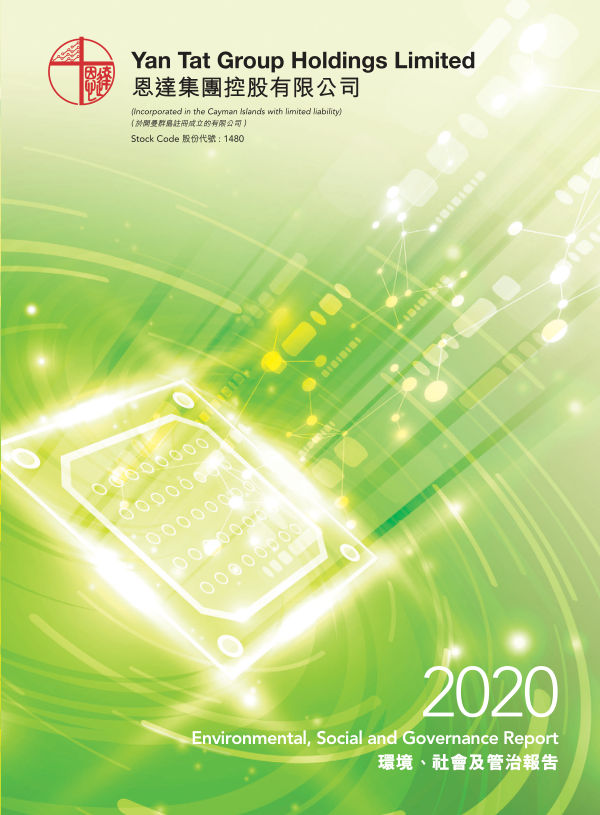 Yan Tat Group Holdings Limited
恩達集團控股有限公司
(Incorporated in the Cayman Islands with limited liability)
(於開曼群島註冊成立的有限公司)
Stock Code 股份代號 : 1480
恩達
2020
Environmental, Social and Governance Report
環境、社會及管治報告